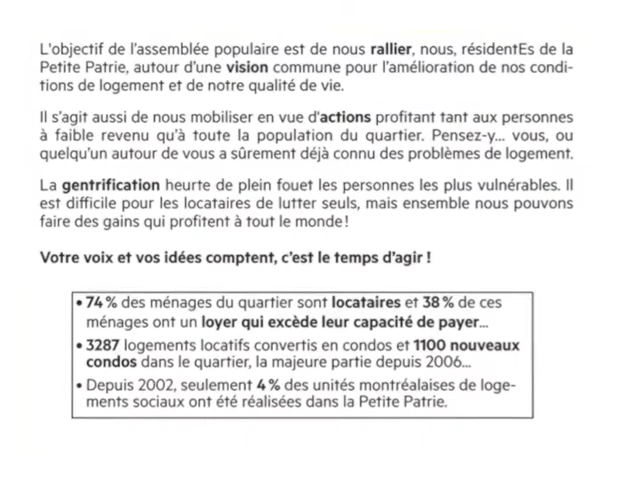 L'objectif de l'assemblée populaire est de nous rallier, nous, résidentEs de la
Petite Patrie, autour d'une vision commune pour l'amélioration de nos condi-
tions de logement et de notre qualité de vie.
Il s'agit aussi de nous mobiliser en vue d'actions profitant tant aux personnes
à faible revenu qu'à toute la population du quartier. Pensez-y... vous, ou
quelqu'un autour de vous a sûrement déjà connu des problèmes de logement.
La gentrification heurte de plein fouet les personnes les plus vulnérables. Il
est difficile pour les locataires de lutter seuls, mais ensemble nous pouvons
faire des gains qui profitent à tout le monde !
Votre voix et vos idées comptent, c'est le temps d'agir !
• 74 % des ménages du quartier sont locataires et 38 % de ces
ménages ont un loyer qui excède leur capacité de payer...
• 3287 logements locatifs convertis en condos et 1100 nouveaux
condos dans le quartier, la majeure partie depuis 2006...
• Depuis 2002, seulement 4 % des unités montréalaises de loge-
ments sociaux ont été réalisées dans la Petite Patrie.